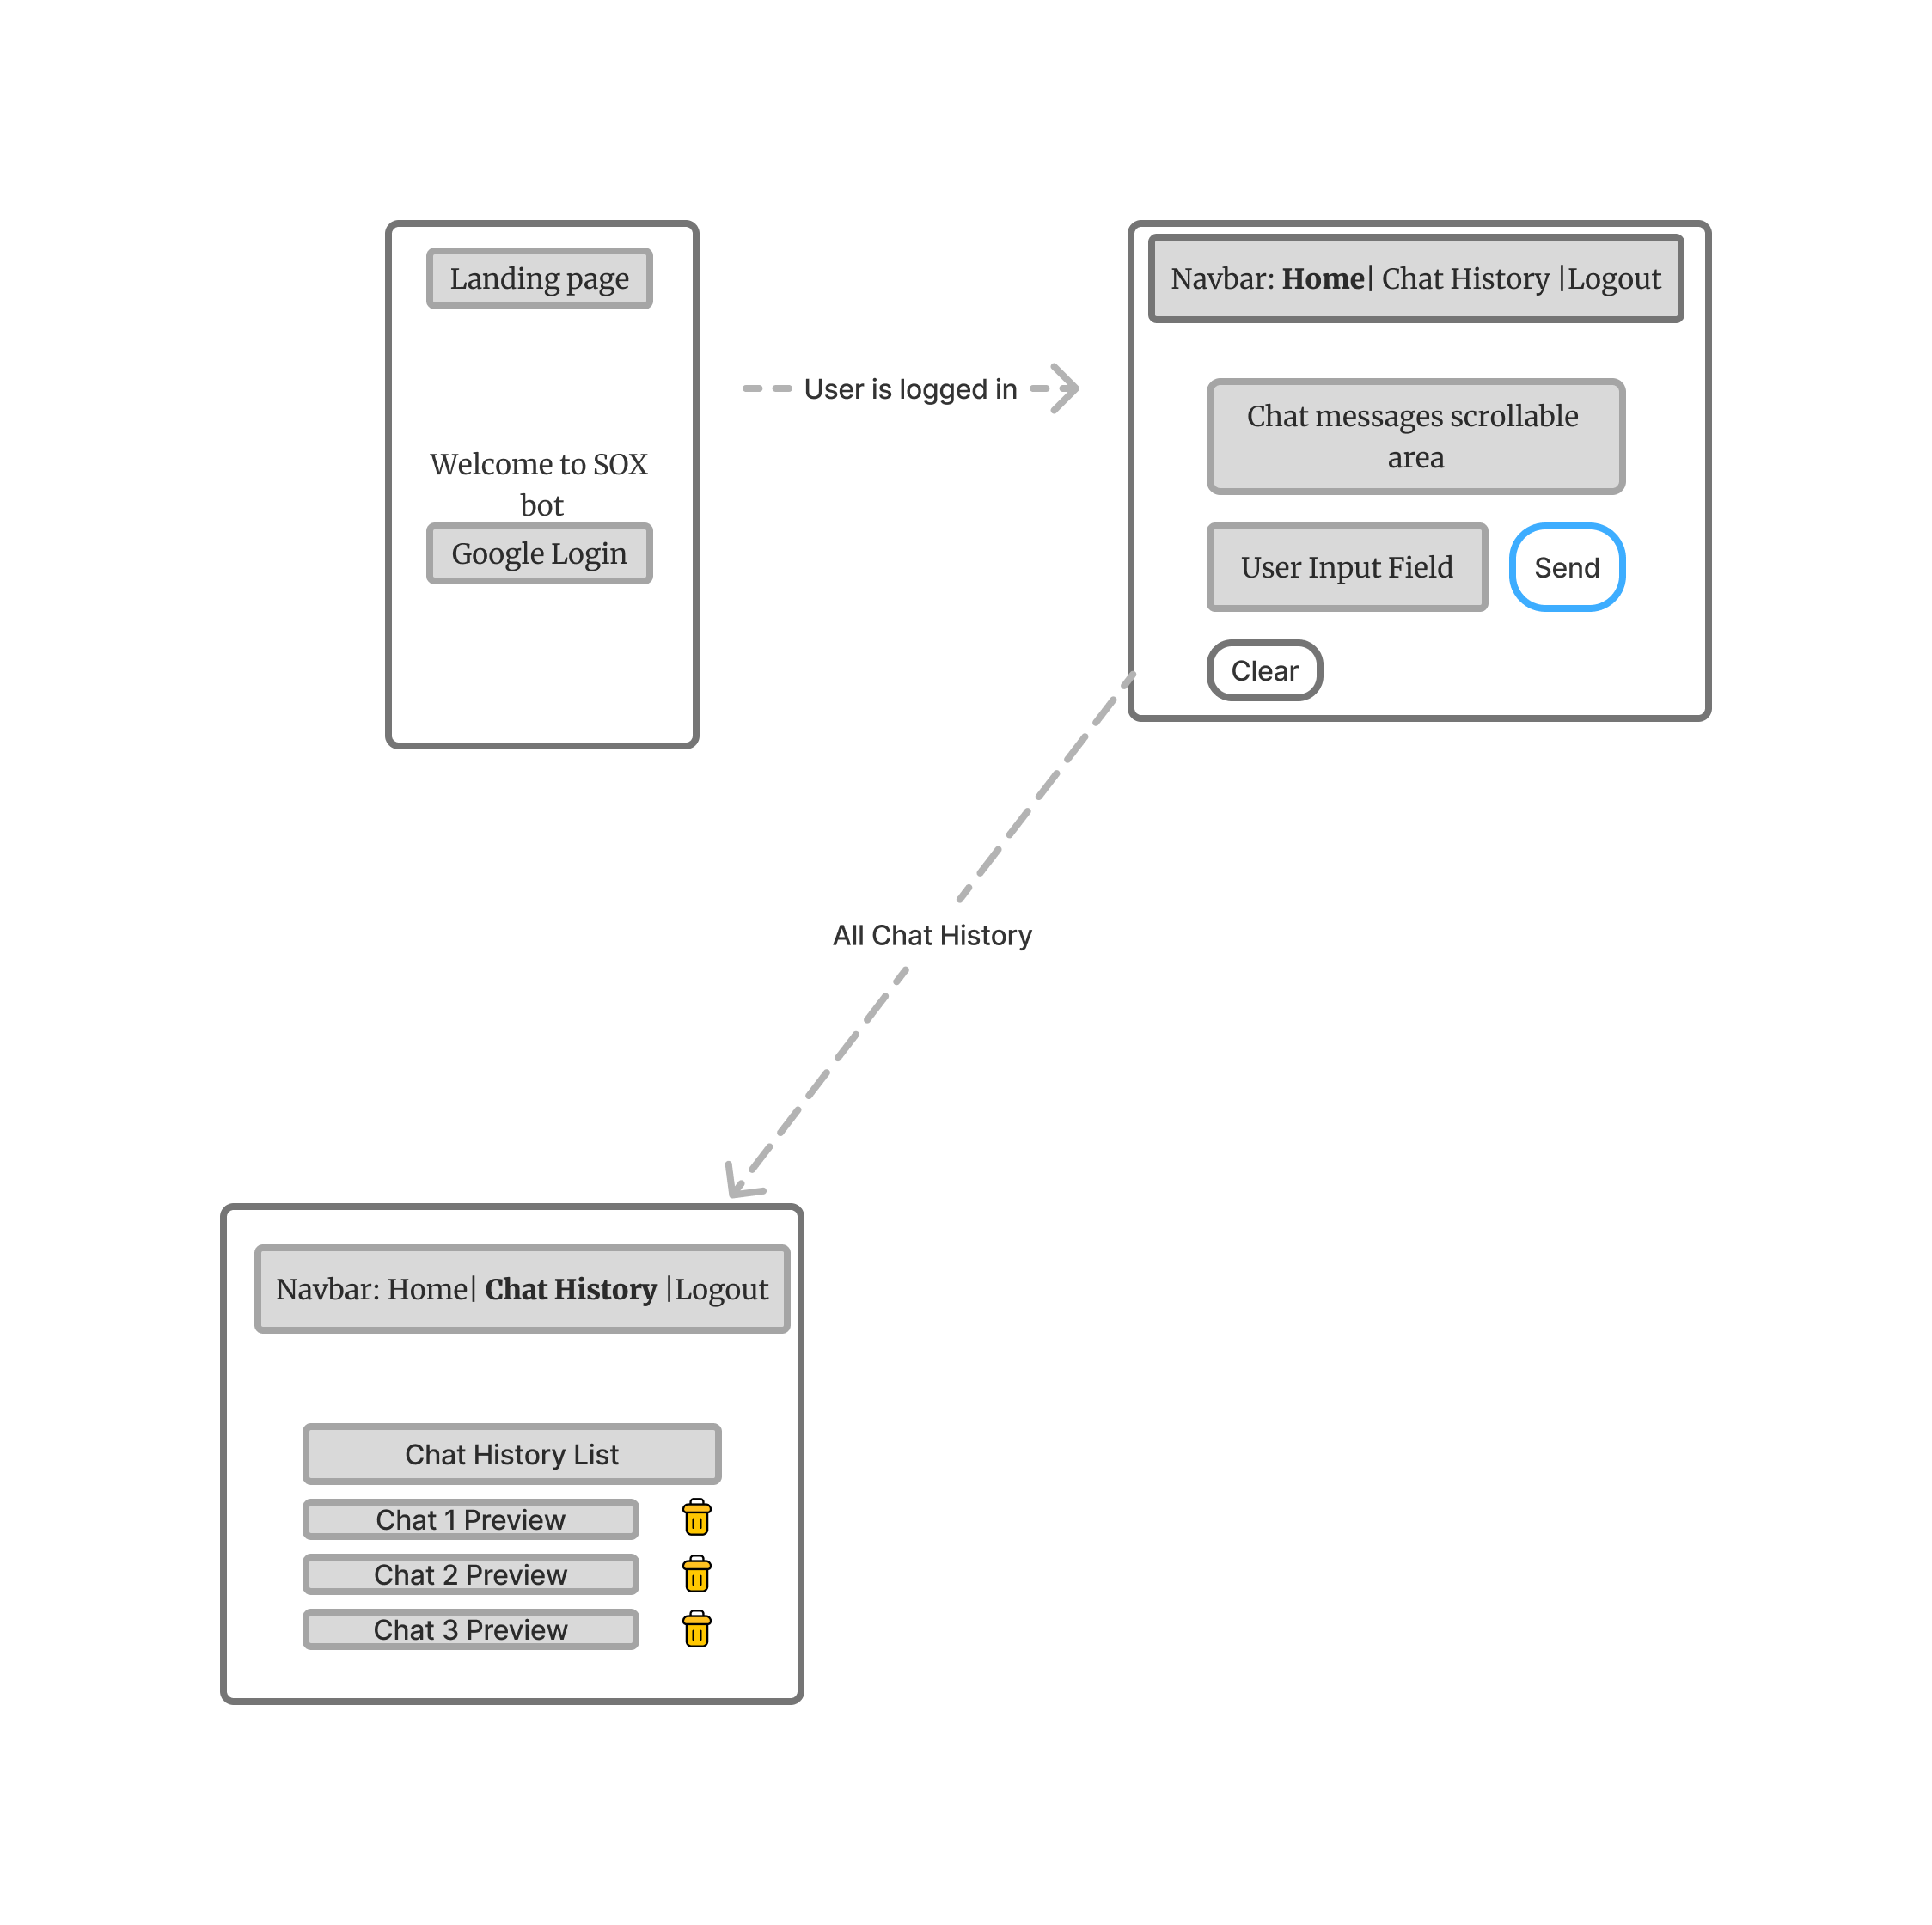 Landing page
Welcome to SOX
bot
Google Login
User is logged in
Navbar: Home| Chat History |Logout
Chat messages scrollable
area
User Input Field
Send
Clear
All Chat History
Navbar: Home| Chat History |Logout
Chat History List
Chat 1 Preview
Chat 2 Preview
Chat 3 Preview